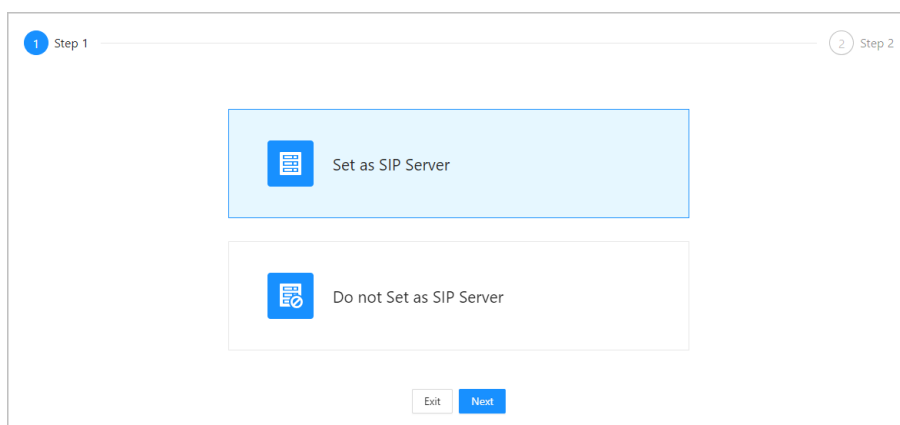 1 Step 1
2 Step 2
Set as SIP Server
Do not Set as SIP Server
Exit Next